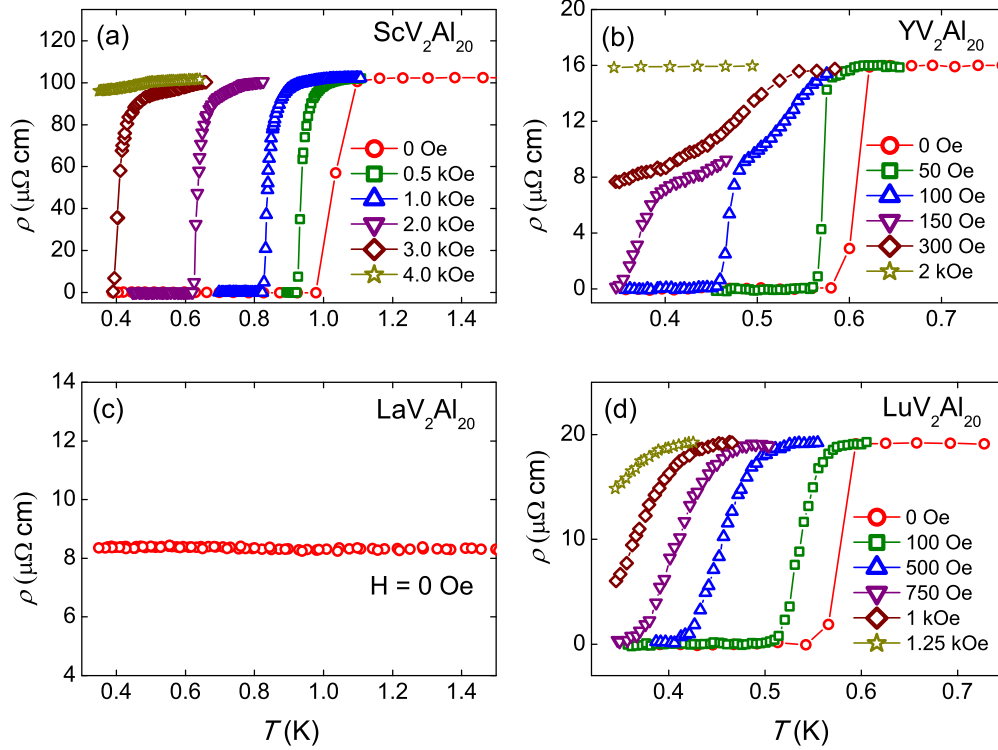 (a) ScV2Al20
ρ (μΩ cm)
120
100
80
60
40
20
0
0 Oe
0.5 kOe
1.0 kOe
2.0 kOe
3.0 kOe
4.0 kOe
0.4 0.6 0.8 1.0 1.2 1.4
(b) YV2Al20
ρ (μΩ cm)
20
16
12
8
4
0
0 Oe
50 Oe
100 Oe
150 Oe
300 Oe
2 kOe
0.4 0.5 0.6 0.7
(c) LaV2Al20
ρ (μΩ cm)
14
12
10
8
6
4
H = 0 Oe
0.4 0.6 0.8 1.0 1.2 1.4
T (K)
(d) LuV2Al20
ρ (μΩ cm)
20
10
0
0 Oe
100 Oe
500 Oe
750 Oe
1 kOe
1.25 kOe
0.4 0.5 0.6 0.7
T (K)